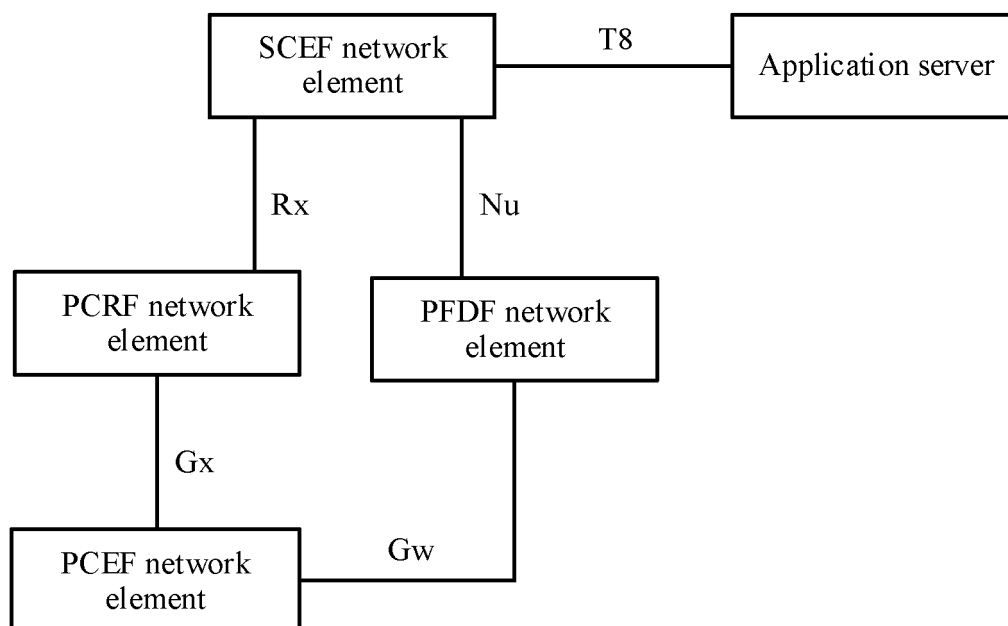 SCEF network
element
T8
Application server
Rx
Nu
PCRF network
element
PFDF network
element
Gx
Gw
PCEF network
element